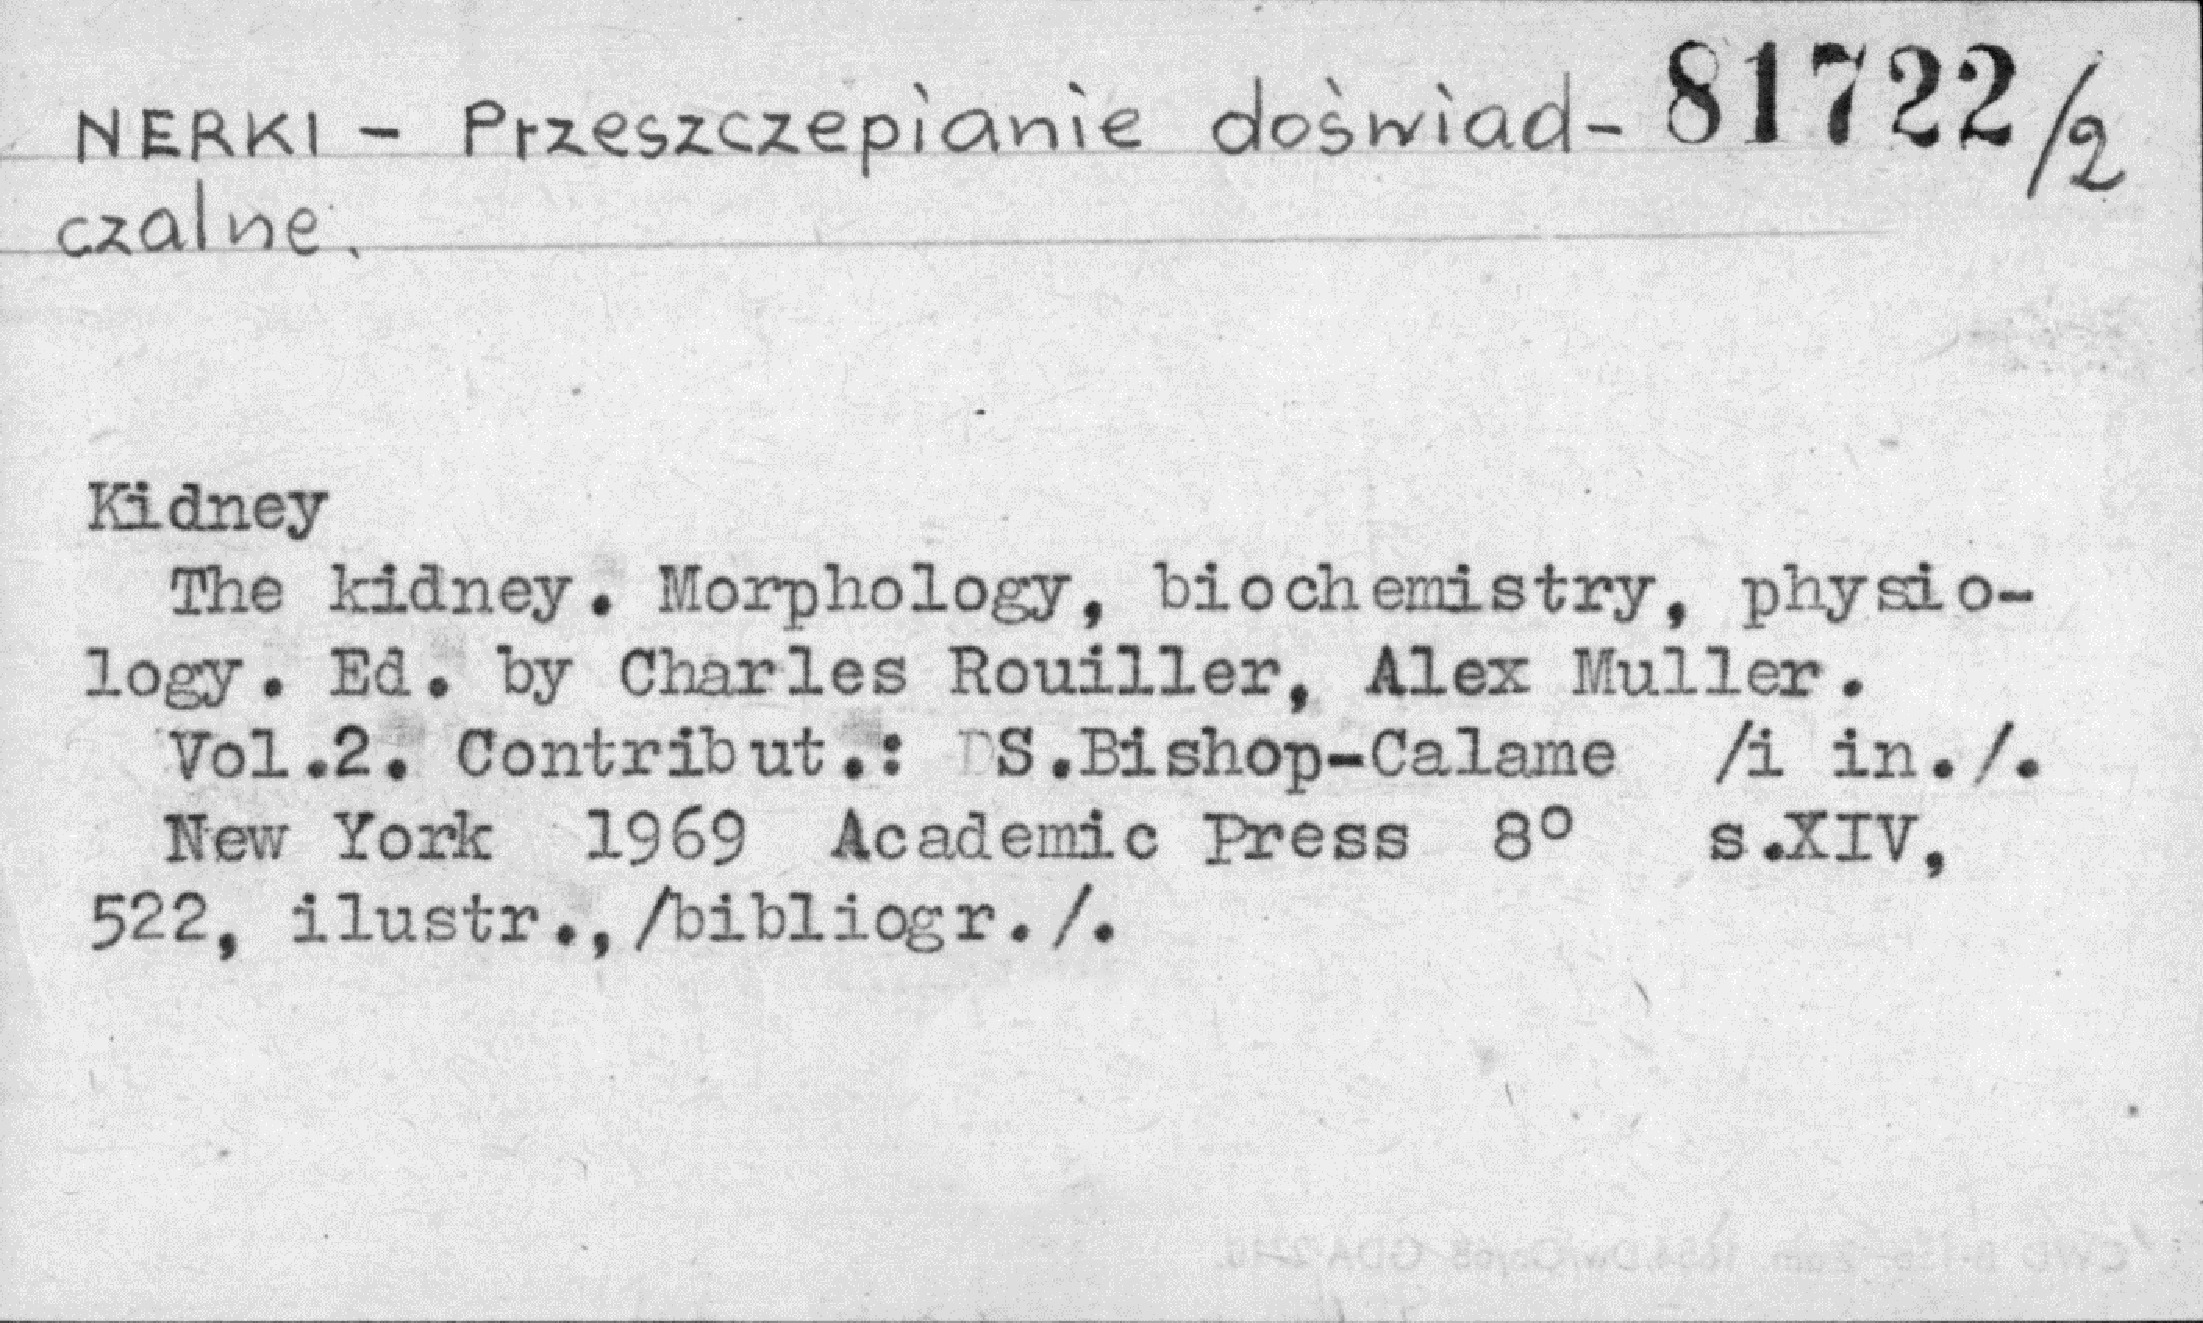 NERKI - Przeszczepianie doświad- 81722/2
czalne.
Kidney
The kidney. Morphology, biochemistry, physio-
logy. Ed. by Charles Rouiller, Alex Muller.
Vol.2. Contribut.: S.Bishop-Calame /i in./.
New York 1969 Academic Press 8° s.XIV,
522, ilustr.,/bibliogr./.